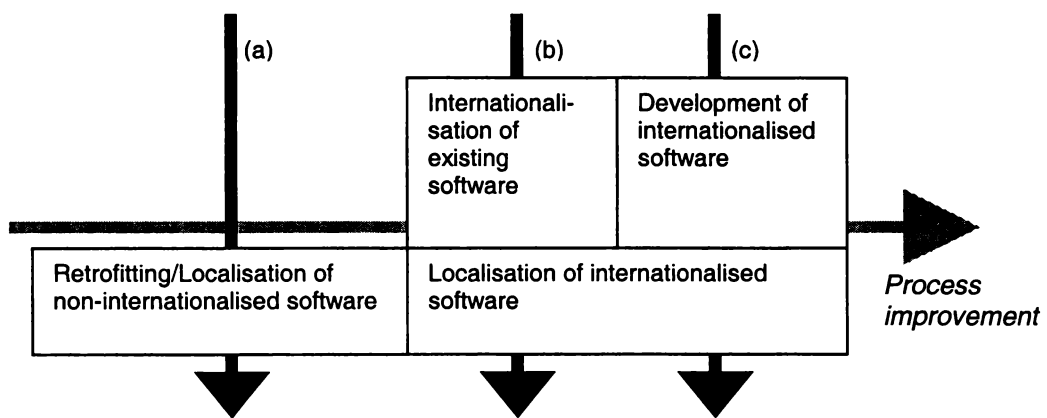 (a)
(b)
(c)
Internationali-
sation of
existing
software
Development of
internationalised
software
Retrofitting/Localisation of
non-internationalised software
Localisation of internationalised
software
Process
improvement